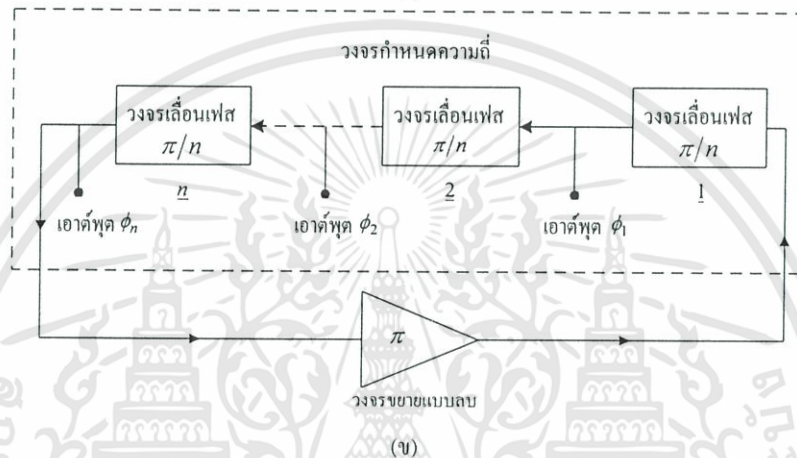 วงจรกำหนดความถี่
วงจรเลื่อนเฟส
π/n
n
วงจรเลื่อนเฟส
π/n
2
วงจรเลื่อนเฟส
π/n
1
เอาต์พุต ϕn
เอาต์พุต ϕ2
เอาต์พุต ϕ1
π
วงจรขยายแบบลบ
(ข)